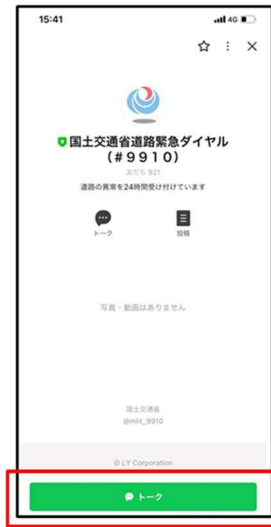 15:41
4G
国土交通省道路緊急ダイヤル
(#9910)
友だち 921
道路の異常を24時間受け付けています
トーク
投稿
写真・動画はありません
国土交通省
@mlit_9910
© LY Corporation
トーク